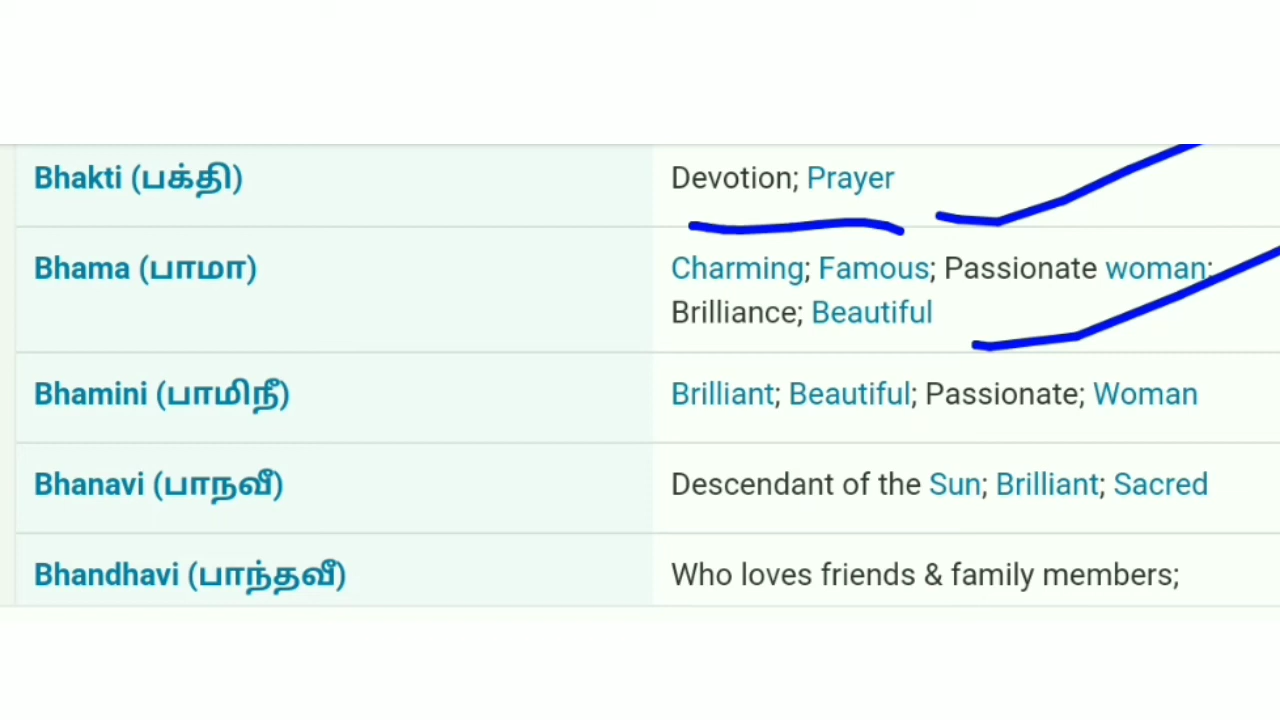 Bhakti (பக்தி) Devotion; Prayer
Bhama (பாமா) Charming; Famous; Passionate woman;
Brilliance; Beautiful
Bhamini (பாமிநீ) Brilliant; Beautiful; Passionate; Woman
Bhanavi (பாநவீ) Descendant of the Sun; Brilliant; Sacred
Bhandhavi (பாந்தவீ) Who loves friends & family members;